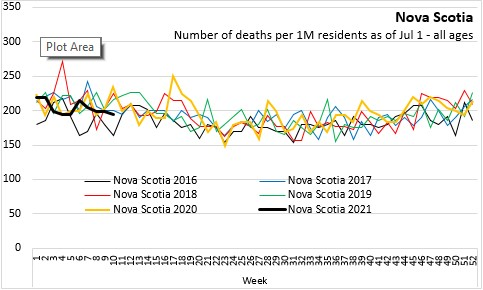 Nova Scotia
Number of deaths per 1M residents as of Jul 1 - all ages
350
Plot Area
300
250
200
150
100
50
0
Nova Scotia 2016 Nova Scotia 2017
Nova Scotia 2018 Nova Scotia 2019
Nova Scotia 2020 Nova Scotia 2021
1 2 3 4 5 6 7 8 9 10 11 12 13 14 15 16 17 18 19 20 21 22 23 24 25 26 27 28 29 30 31 32 33 34 35 36 37 38 39 40 41 42 43 44 45 46 47 48 49 50 51 52
Week